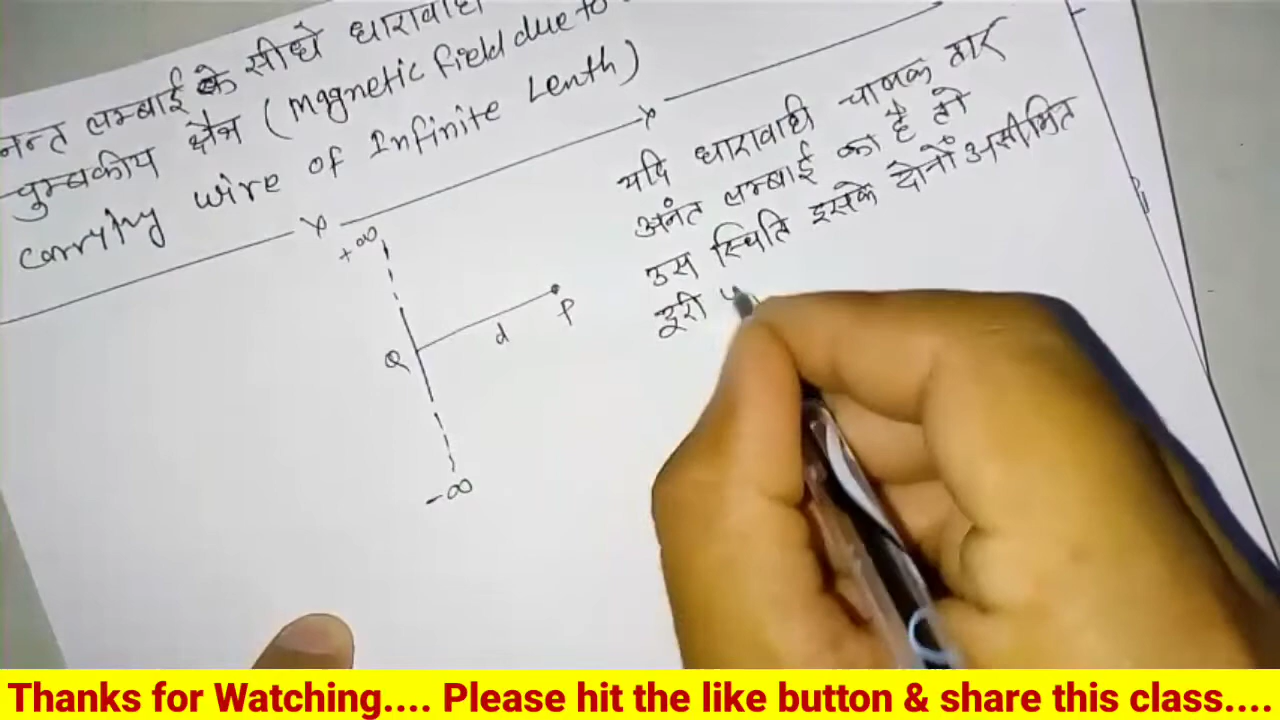 नन्त लम्बाई के सीधे धारावाही
चुम्बकीय क्षेत्र (Magnetic field due to
carrying wire of Infinite Lenth)
यदि धारावाही चालक तार
अनंत लम्बाई का है तो
उस स्थिति इसके दोनों असीमित
दूरी
+∞
P
d
Q
-∞
Thanks for Watching.... Please hit the like button & share this class....